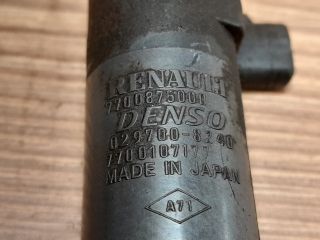 RENAULT
7700875000
DENSO
029700-8240
7700107177
MADE IN JAPAN
A71